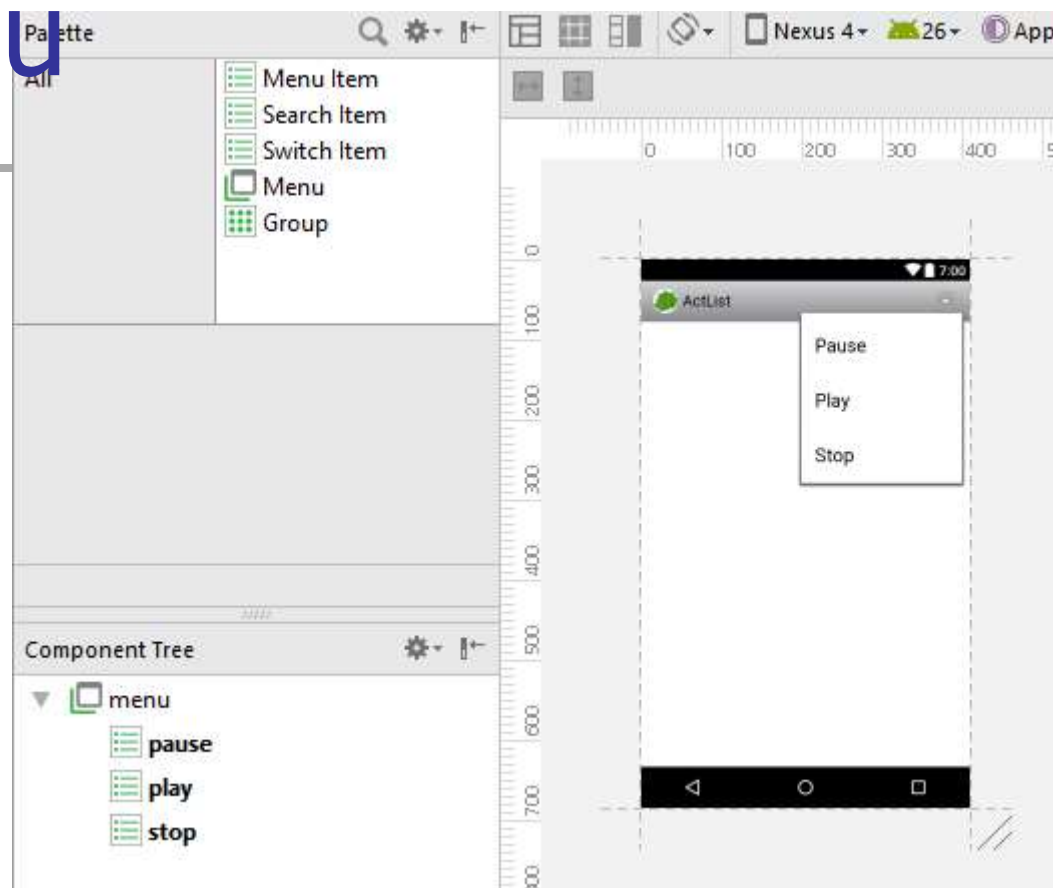 u
Palette
All
Menu Item
Search Item
Switch Item
Menu
Group
Component Tree
menu
pause
play
stop
Nexus 4
26
App
0 100 200 300 400 5
0
100
200
300
400
500
600
700
7:00
ActList
Pause
Play
Stop